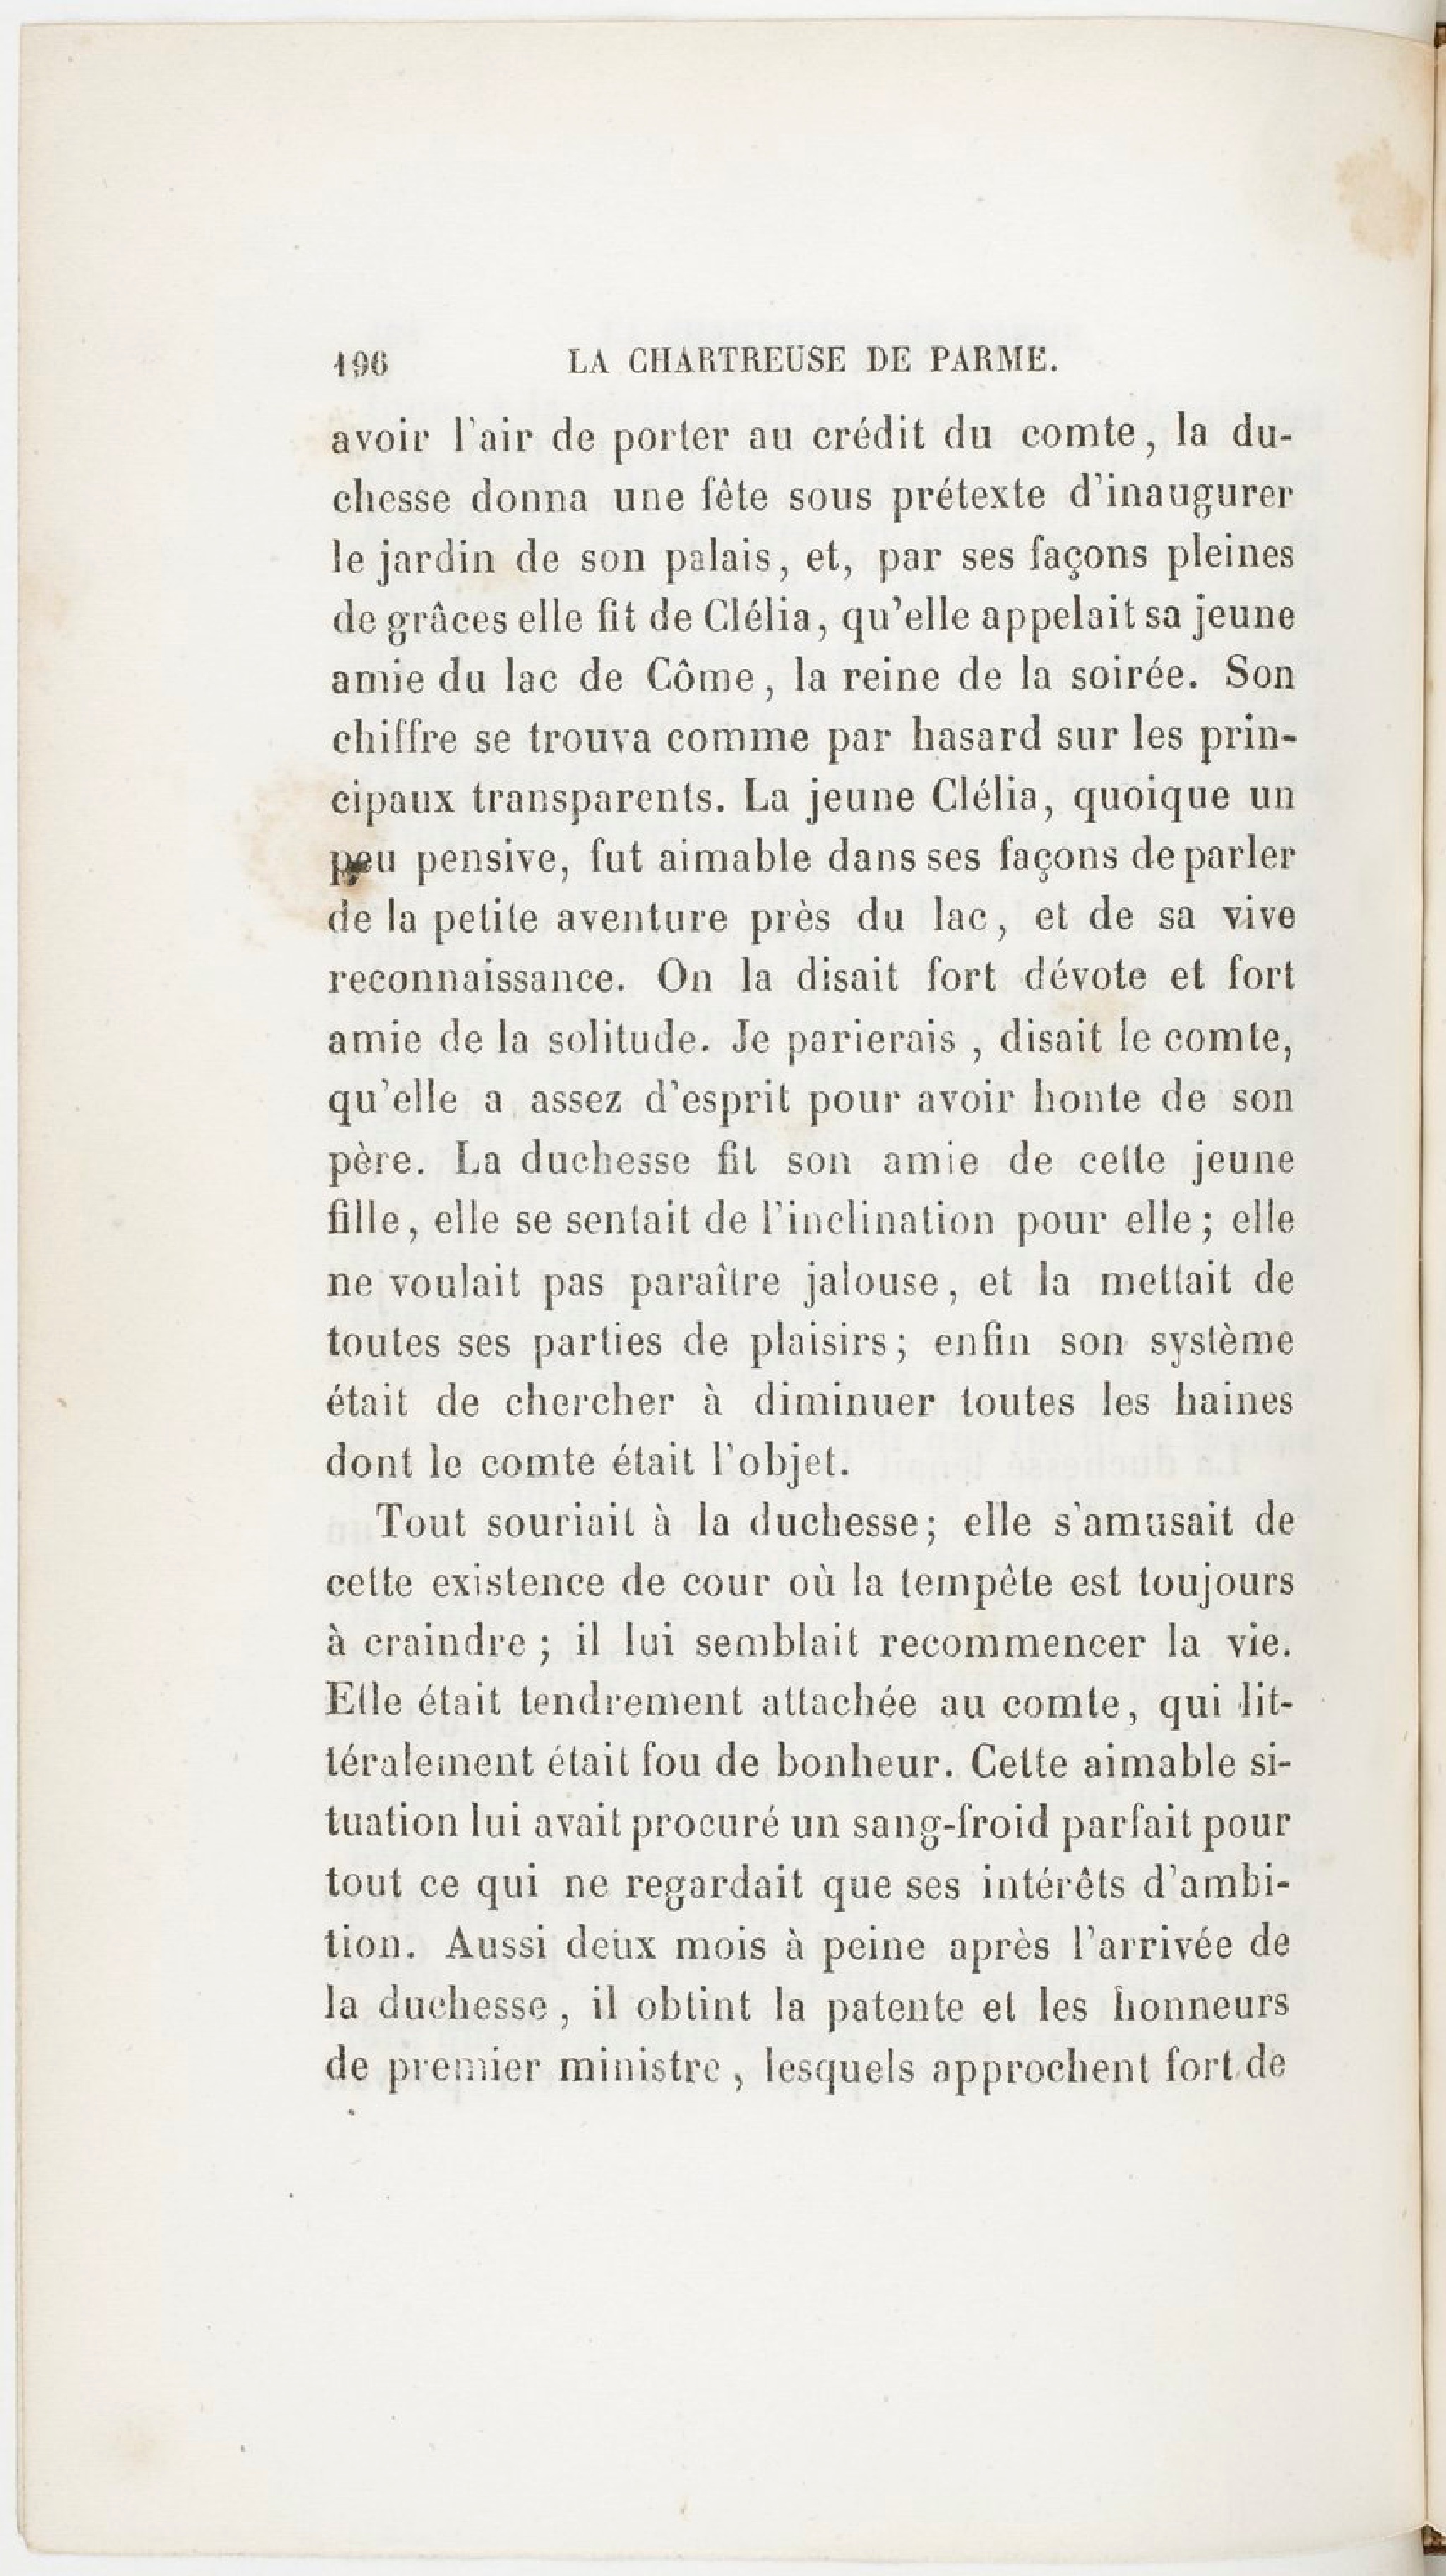 196 LA CHARTREUSE DE PARME.
avoir l'air de porter au crédit du comte, la du-
chesse donna une fête sous prétexte d'inaugurer
le jardin de son palais, et, par ses façons pleines
de grâces elle fit de Clélia, qu'elle appelait sa jeune
amie du lac de Côme, la reine de la soirée. Son
chiffre se trouva comme par hasard sur les prin-
cipaux transparents. La jeune Clélia, quoique un
peu pensive, fut aimable dans ses façons de parler
de la petite aventure près du lac, et de sa vive
reconnaissance. On la disait fort dévote et fort
amie de la solitude. Je parierais , disait le comte,
qu'elle a assez d'esprit pour avoir honte de son
père. La duchesse fit son amie de cette jeune
fille, elle se sentait de l'inclination pour elle ; elle
ne voulait pas paraître jalouse, et la mettait de
toutes ses parties de plaisirs ; enfin son système
était de chercher à diminuer toutes les haines
dont le comte était l'objet.
Tout souriait à la duchesse ; elle s'amusait de
cette existence de cour où la tempête est toujours
à craindre ; il lui semblait recommencer la vie.
Elle était tendrement attachée au comte, qui lit-
téralement était fou de bonheur. Cette aimable si-
tuation lui avait procuré un sang-froid parfait pour
tout ce qui ne regardait que ses intérêts d'ambi-
tion. Aussi deux mois à peine après l'arrivée de
la duchesse, il obtint la patente et les honneurs
de premier ministre , lesquels approchent fort de